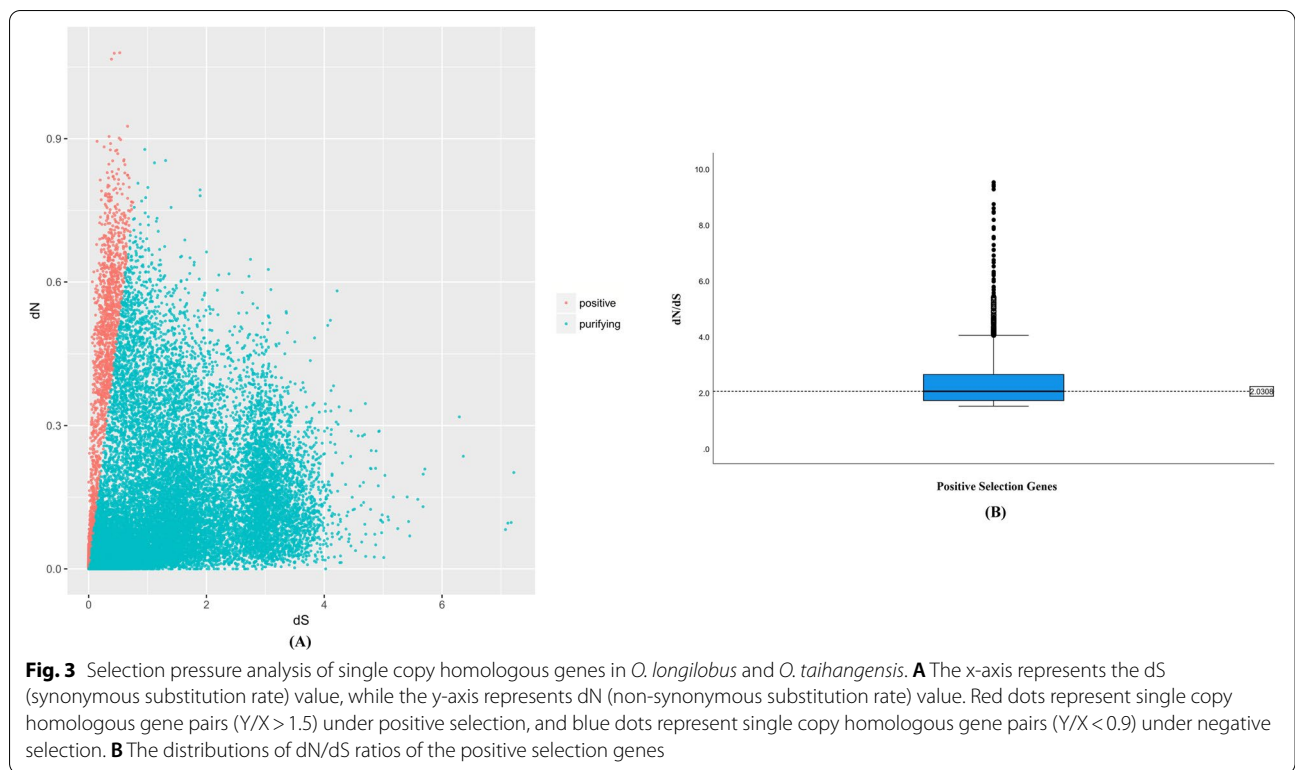 0.9
0.6
0.3
0.0
dN
0
2
4
6
dS
positive
purifying
(A)
10.0
8.0
6.0
4.0
2.0
.0
dN/dS
2.0308
Positive Selection Genes
(B)
Fig. 3 Selection pressure analysis of single copy homologous genes in O. longilobus and O. taihangensis. A The x-axis represents the dS
(synonymous substitution rate) value, while the y-axis represents dN (non-synonymous substitution rate) value. Red dots represent single copy
homologous gene pairs (Y/X > 1.5) under positive selection, and blue dots represent single copy homologous gene pairs (Y/X < 0.9) under negative
selection. B The distributions of dN/dS ratios of the positive selection genes